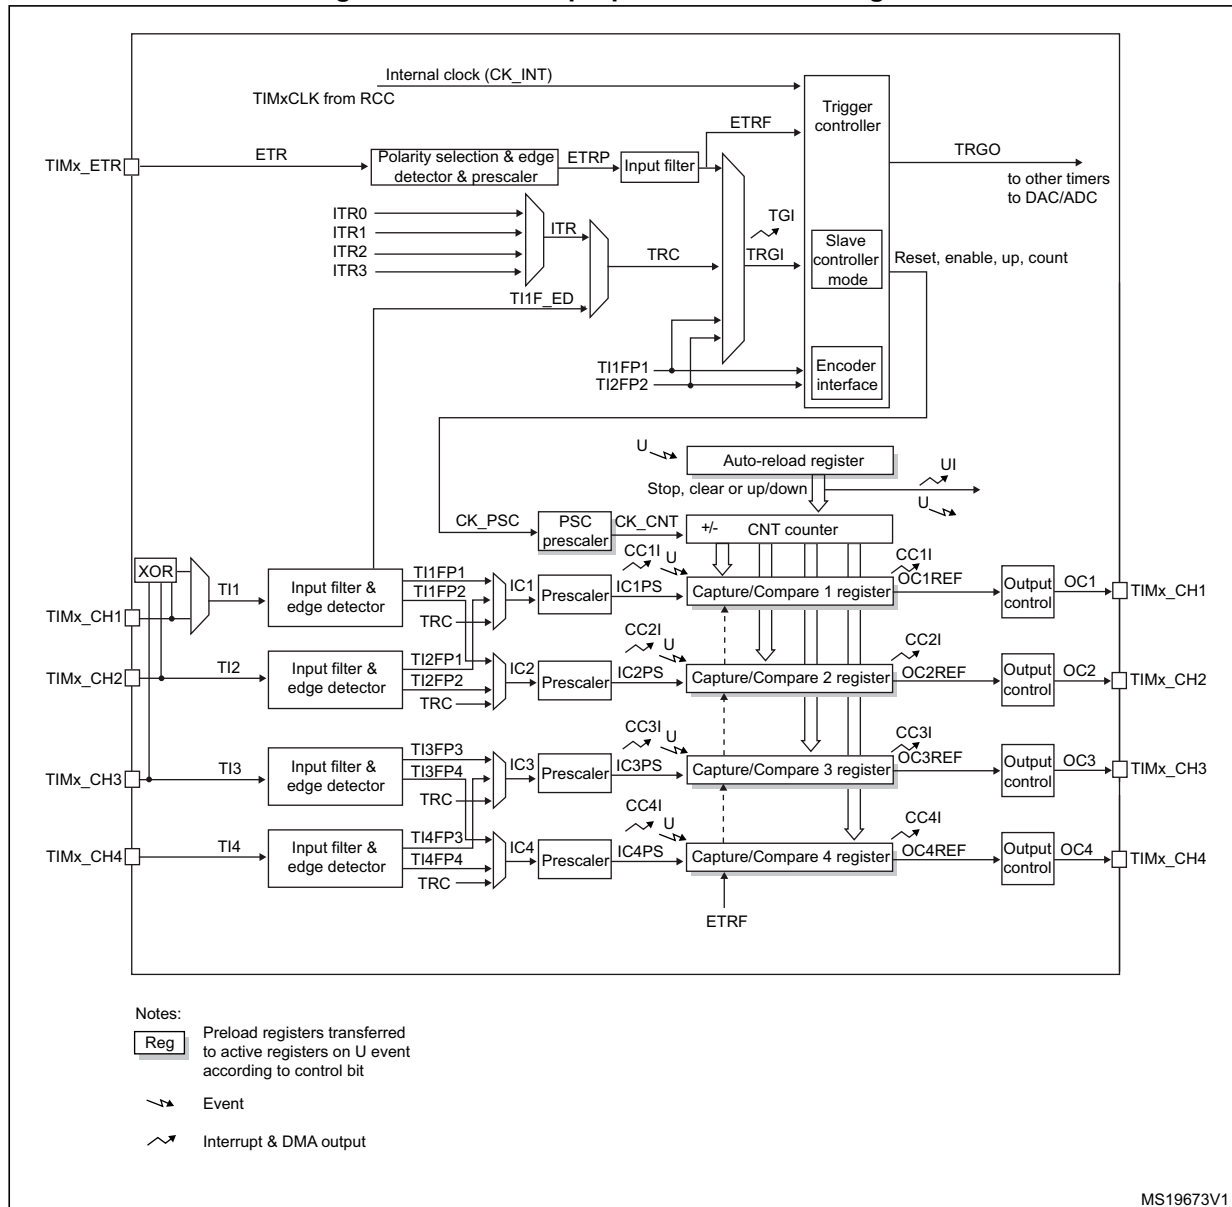 Internal clock (CK_INT)
TIMxCLK from RCC
Trigger
controller
ETRF
TIMx_ETR
ETR
Polarity selection & edge
detector & prescaler
ETRP
Input filter
TRGO
to other timers
to DAC/ADC
ITR0
ITR1
ITR2
ITR3
ITR
TRC
TGI
TRGI
Slave
controller
mode
Reset, enable, up, count
TI1F_ED
TI1FP1
TI2FP2
Encoder
interface
U
Auto-reload register
UI
Stop, clear or up/down
U
CK_PSC
PSC
prescaler
CK_CNT
+/-
CNT counter
XOR
TIMx_CH1
TI1
Input filter &
edge detector
TI1FP1
TI1FP2
TRC
IC1
Prescaler
IC1PS
CC1I
U
Capture/Compare 1 register
CC1I
OC1REF
Output
control
OC1
TIMx_CH1
TIMx_CH2
TI2
Input filter &
edge detector
TI2FP1
TI2FP2
TRC
IC2
Prescaler
IC2PS
CC2I
U
Capture/Compare 2 register
CC2I
OC2REF
Output
control
OC2
TIMx_CH2
TIMx_CH3
TI3
Input filter &
edge detector
TI3FP3
TI3FP4
TRC
IC3
Prescaler
IC3PS
CC3I
U
Capture/Compare 3 register
CC3I
OC3REF
Output
control
OC3
TIMx_CH3
TIMx_CH4
TI4
Input filter &
edge detector
TI4FP3
TI4FP4
TRC
IC4
Prescaler
IC4PS
CC4I
U
Capture/Compare 4 register
CC4I
OC4REF
Output
control
OC4
TIMx_CH4
ETRF
Notes:
Reg
Preload registers transferred
to active registers on U event
according to control bit
Event
Interrupt & DMA output
MS19673V1